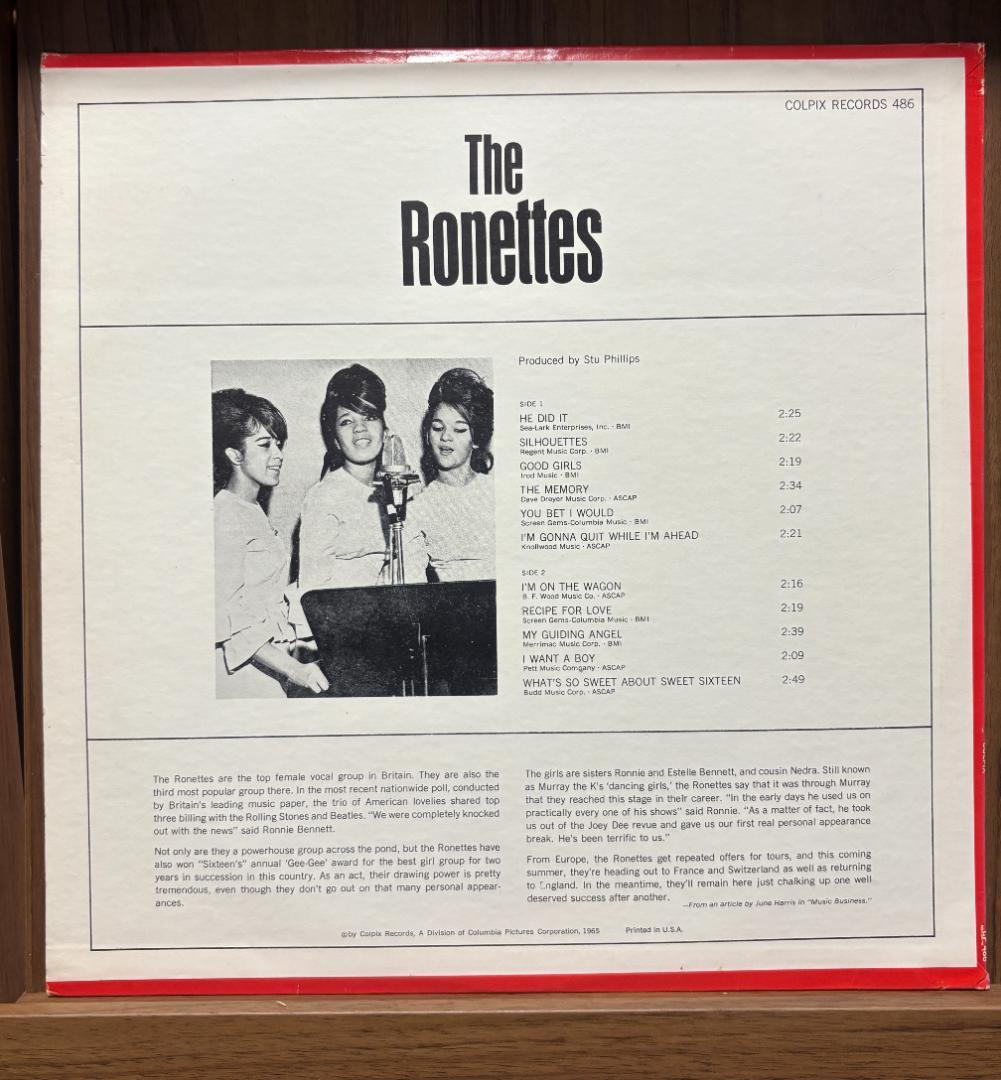 COLPIX RECORDS 486
The
Ronettes
Produced by Stu Phillips
SIDE 1
HE DID IT 2:25
Sea-Lark Enterprises, Inc. · BMI
SILHOUETTES 2:22
Regent Music Corp. · BMI
GOOD GIRLS 2:19
Irod Music · BMI
THE MEMORY 2:34
Dave Dreyer Music Corp. · ASCAP
YOU BET I WOULD 2:07
Screen Gems-Columbia Music · BMI
I'M GONNA QUIT WHILE I'M AHEAD 2:21
Knollwood Music · ASCAP
SIDE 2
I'M ON THE WAGON 2:16
B. F. Wood Music Co. · ASCAP
RECIPE FOR LOVE 2:19
Screen Gems-Columbia Music · BMI
MY GUIDING ANGEL 2:39
Merrimac Music Corp. · BMI
I WANT A BOY 2:09
Pett Music Company · ASCAP
WHAT'S SO SWEET ABOUT SWEET SIXTEEN 2:49
Budd Music Corp. · ASCAP
The Ronettes are the top female vocal group in Britain. They are also the
third most popular group there. In the most recent nationwide poll, conducted
by Britain's leading music paper, the trio of American lovelies shared top
three billing with the Rolling Stones and Beatles. "We were completely knocked
out with the news" said Ronnie Bennett.
Not only are they a powerhouse group across the pond, but the Ronettes have
also won "Sixteen's" annual 'Gee-Gee' award for the best girl group for two
years in succession in this country. As an act, their drawing power is pretty
tremendous, even though they don't go out on that many personal appear-
ances.
The girls are sisters Ronnie and Estelle Bennett, and cousin Nedra. Still known
as Murray the K's 'dancing girls,' the Ronettes say that it was through Murray
that they reached this stage in their career. "In the early days he used us on
practically every one of his shows" said Ronnie. "As a matter of fact, he took
us out of the Joey Dee revue and gave us our first real personal appearance
break. He's been terrific to us."
From Europe, the Ronettes get repeated offers for tours, and this coming
summer, they're heading out to France and Switzerland as well as returning
to England. In the meantime, they'll remain here just chalking up one well
deserved success after another.
—From an article by June Harris in "Music Business."
©by Colpix Records, A Division of Columbia Pictures Corporation, 1965 Printed in U.S.A.